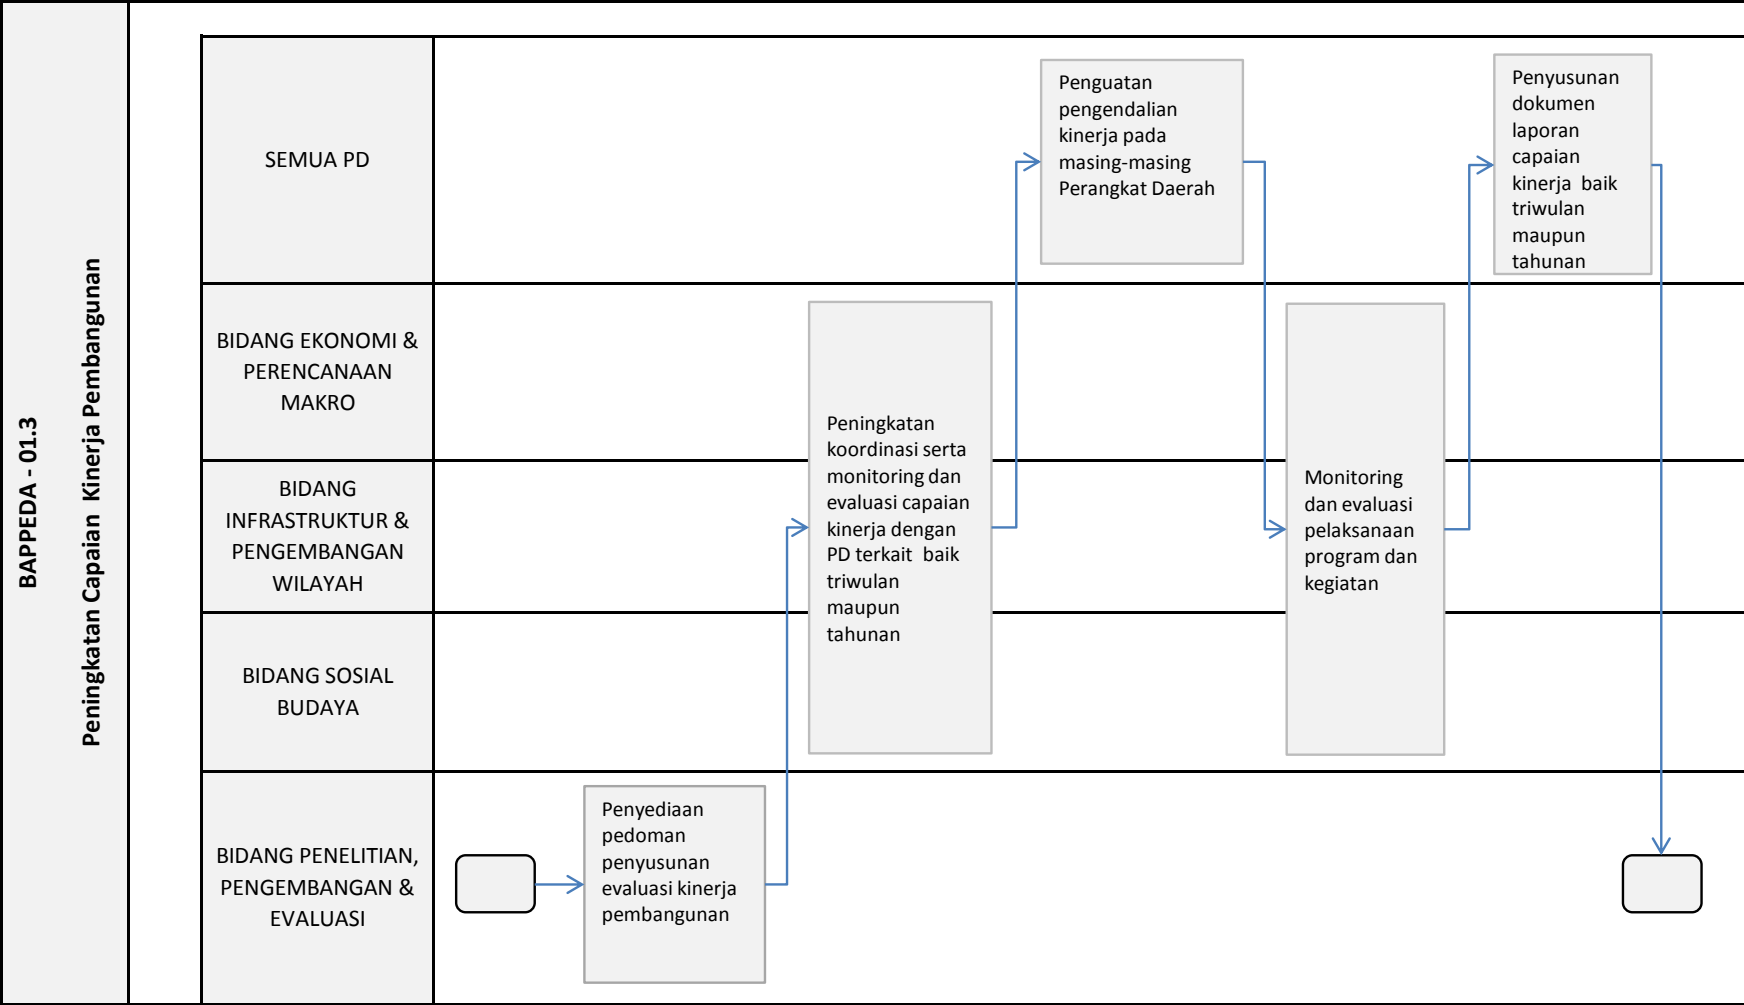 BAPPEDA - 01.3
Peningkatan Capaian  Kinerja Pembangunan
SEMUA PD
Penguatan
pengendalian
kinerja pada
masing-masing
Perangkat Daerah
Penyusunan
dokumen
laporan
capaian
kinerja  baik
triwulan
maupun
tahunan
BIDANG EKONOMI &
PERENCANAAN
MAKRO
BIDANG
INFRASTRUKTUR &
PENGEMBANGAN
WILAYAH
BIDANG SOSIAL
BUDAYA
Peningkatan
koordinasi serta
monitoring dan
evaluasi capaian
kinerja dengan
PD terkait  baik
triwulan
maupun
tahunan
Monitoring
dan evaluasi
pelaksanaan
program dan
kegiatan
BIDANG PENELITIAN,
PENGEMBANGAN &
EVALUASI
Penyediaan
pedoman
penyusunan
evaluasi kinerja
pembangunan